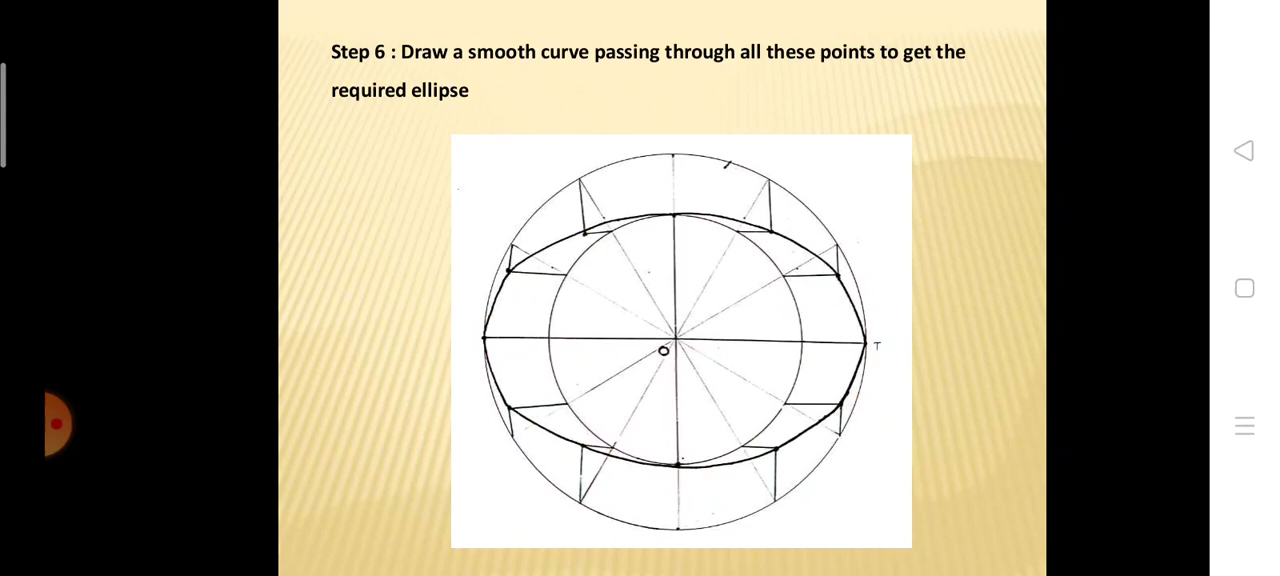 Step 6 : Draw a smooth curve passing through all these points to get the
required ellipse
T
O